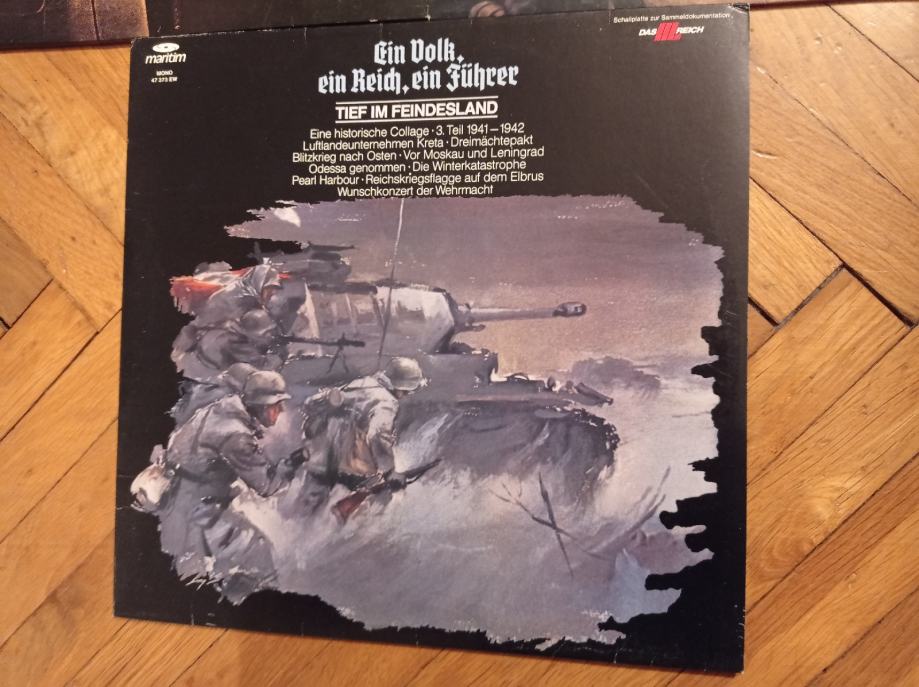 maritim
MONO
47 373 EW
Schallplatte zur Sammeldokumentation
DAS III. REICH
Ein Volk,
ein Reich, ein Führer
TIEF IM FEINDESLAND
Eine historische Collage · 3. Teil 1941–1942
Luftlandeunternehmen Kreta · Dreimächtepakt
Blitzkrieg nach Osten · Vor Moskau und Leningrad
Odessa genommen · Die Winterkatastrophe
Pearl Harbour · Reichskriegsflagge auf dem Elbrus
Wunschkonzert der Wehrmacht